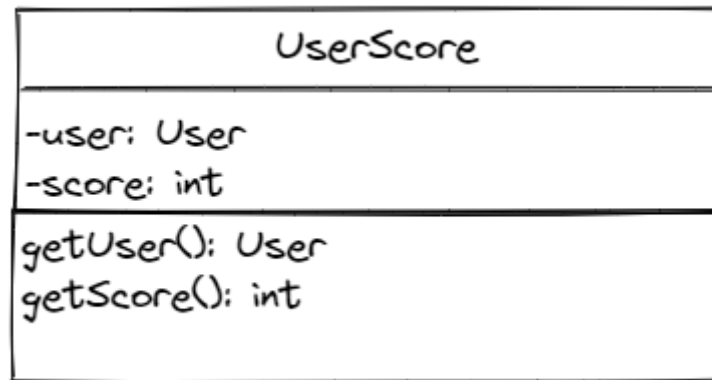 UserScore
-user: User
-score: int
getUser(): User
getScore(): int